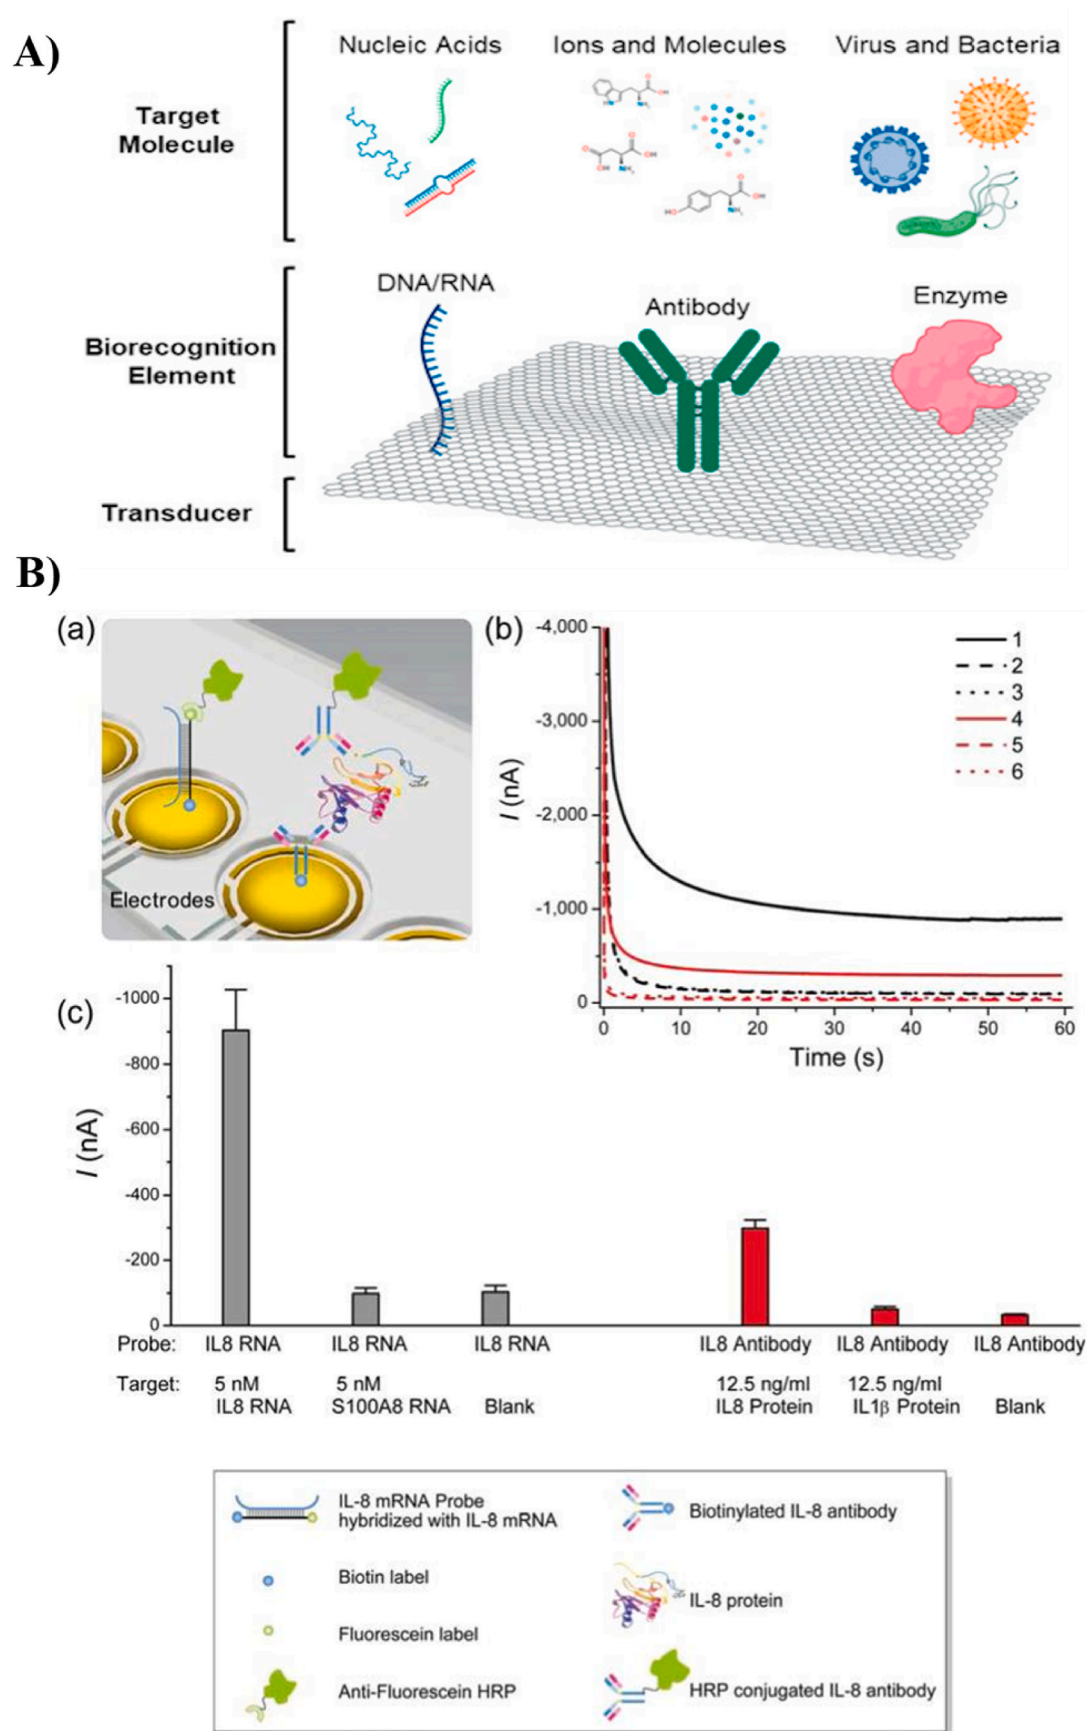 A)
Nucleic Acids
Ions and Molecules
Virus and Bacteria
Target
Molecule
DNA/RNA
Antibody
Enzyme
Biorecognition
Element
Transducer
B)
(a)
Electrodes
(b)
I (nA)
-4,000
-3,000
-2,000
-1,000
0
0 10 20 30 40 50 60
Time (s)
1
2
3
4
5
6
(c)
I (nA)
-1000
-800
-600
-400
-200
0
Probe: IL8 RNA IL8 RNA IL8 RNA IL8 Antibody IL8 Antibody IL8 Antibody
Target: 5 nM 5 nM 12.5 ng/ml 12.5 ng/ml
IL8 RNA S100A8 RNA Blank IL8 Protein IL1β Protein Blank
IL-8 mRNA Probe
hybridized with IL-8 mRNA
Biotin label
Fluorescein label
Anti-Fluorescein HRP
Biotinylated IL-8 antibody
IL-8 protein
HRP conjugated IL-8 antibody